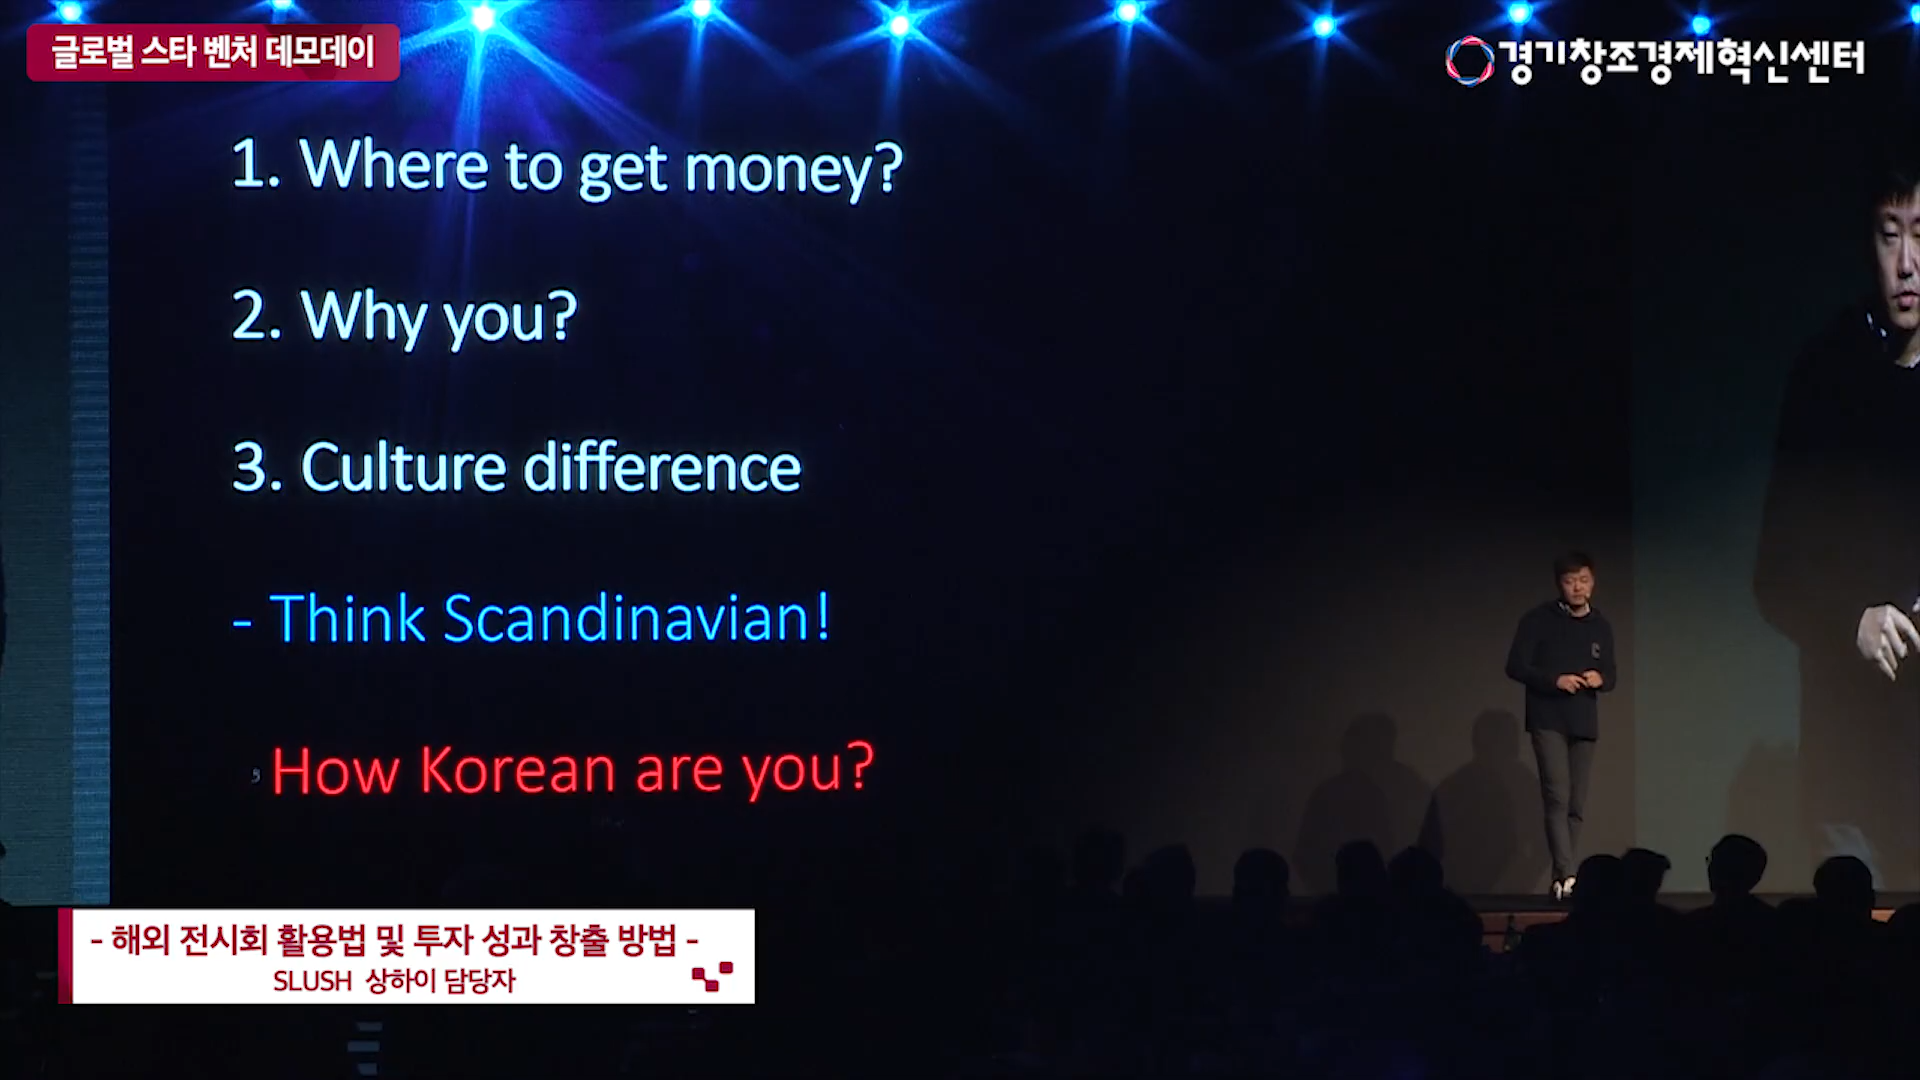 글로벌 스타 벤처 데모데이
경기창조경제혁신센터
1. Where to get money?
2. Why you?
3. Culture difference
- Think Scandinavian!
How Korean are you?
- 해외 전시회 활용법 및 투자 성과 창출 방법 -
SLUSH 상하이 담당자